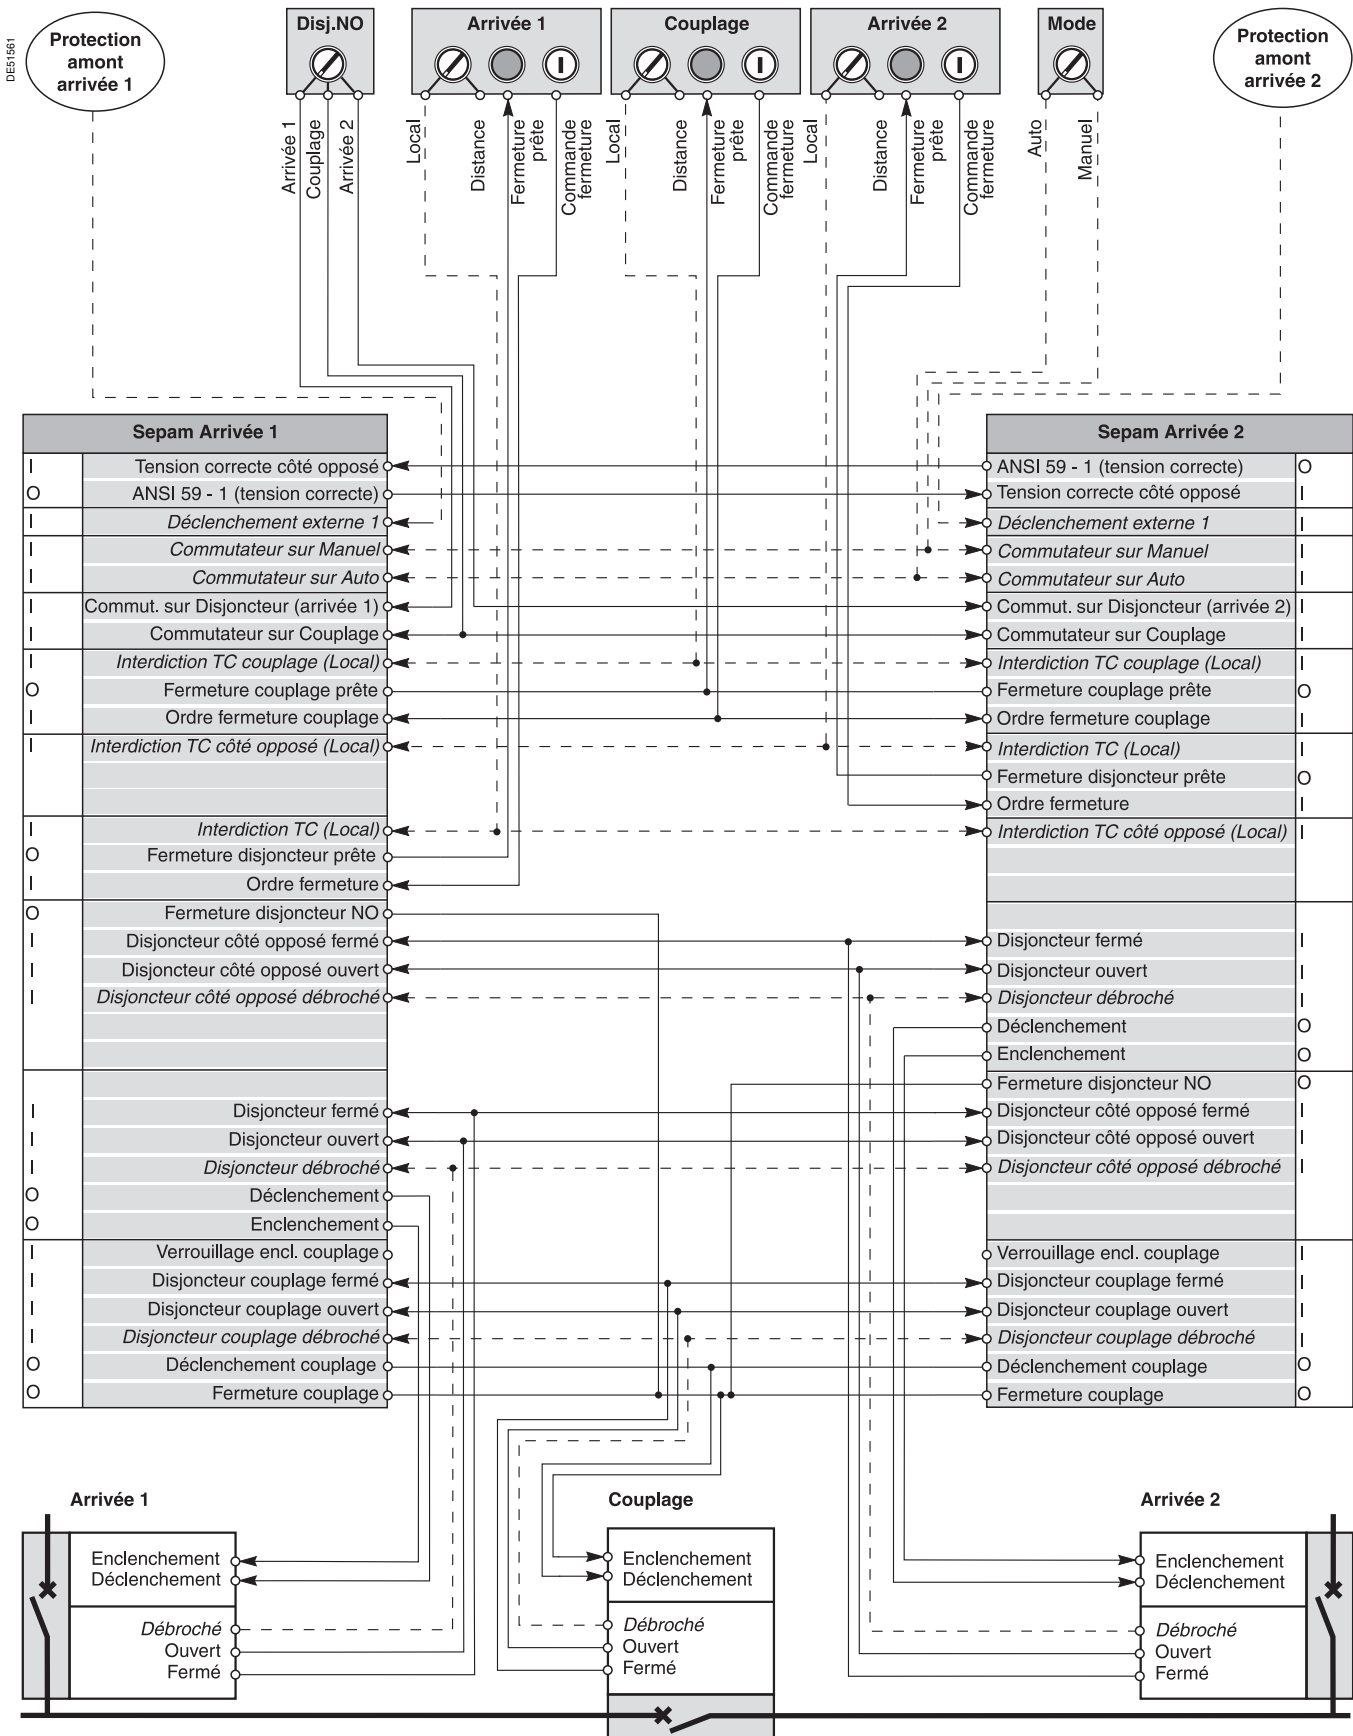 DE51561
Protection
amont
arrivée 1
Disj.NO
Arrivée 1
Couplage
Arrivée 2
Mode
Protection
amont
arrivée 2
Arrivée 1
Couplage
Arrivée 2
Local
Distance
Fermeture
prête
Commande
fermeture
Local
Distance
Fermeture
prête
Commande
fermeture
Local
Distance
Fermeture
prête
Commande
fermeture
Auto
Manuel
Sepam Arrivée 1
I Tension correcte côté opposé
O ANSI 59 - 1 (tension correcte)
I Déclenchement externe 1
I Commutateur sur Manuel
I Commutateur sur Auto
I Commut. sur Disjoncteur (arrivée 1)
I Commutateur sur Couplage
I Interdiction TC couplage (Local)
O Fermeture couplage prête
I Ordre fermeture couplage
I Interdiction TC côté opposé (Local)
I Interdiction TC (Local)
O Fermeture disjoncteur prête
I Ordre fermeture
O Fermeture disjoncteur NO
I Disjoncteur côté opposé fermé
I Disjoncteur côté opposé ouvert
I Disjoncteur côté opposé débroché
I Disjoncteur fermé
I Disjoncteur ouvert
I Disjoncteur débroché
O Déclenchement
O Enclenchement
I Verrouillage encl. couplage
I Disjoncteur couplage fermé
I Disjoncteur couplage ouvert
I Disjoncteur couplage débroché
O Déclenchement couplage
O Fermeture couplage
Sepam Arrivée 2
ANSI 59 - 1 (tension correcte) O
Tension correcte côté opposé I
Déclenchement externe 1 I
Commutateur sur Manuel I
Commutateur sur Auto I
Commut. sur Disjoncteur (arrivée 2) I
Commutateur sur Couplage I
Interdiction TC couplage (Local) I
Fermeture couplage prête O
Ordre fermeture couplage I
Interdiction TC (Local) I
Fermeture disjoncteur prête O
Ordre fermeture I
Interdiction TC côté opposé (Local) I
Disjoncteur fermé I
Disjoncteur ouvert I
Disjoncteur débroché I
Déclenchement O
Enclenchement O
Fermeture disjoncteur NO O
Disjoncteur côté opposé fermé I
Disjoncteur côté opposé ouvert I
Disjoncteur côté opposé débroché I
Verrouillage encl. couplage I
Disjoncteur couplage fermé I
Disjoncteur couplage ouvert I
Disjoncteur couplage débroché I
Déclenchement couplage O
Fermeture couplage O
Arrivée 1
Enclenchement
Déclenchement
Débroché
Ouvert
Fermé
Couplage
Enclenchement
Déclenchement
Débroché
Ouvert
Fermé
Arrivée 2
Enclenchement
Déclenchement
Débroché
Ouvert
Fermé